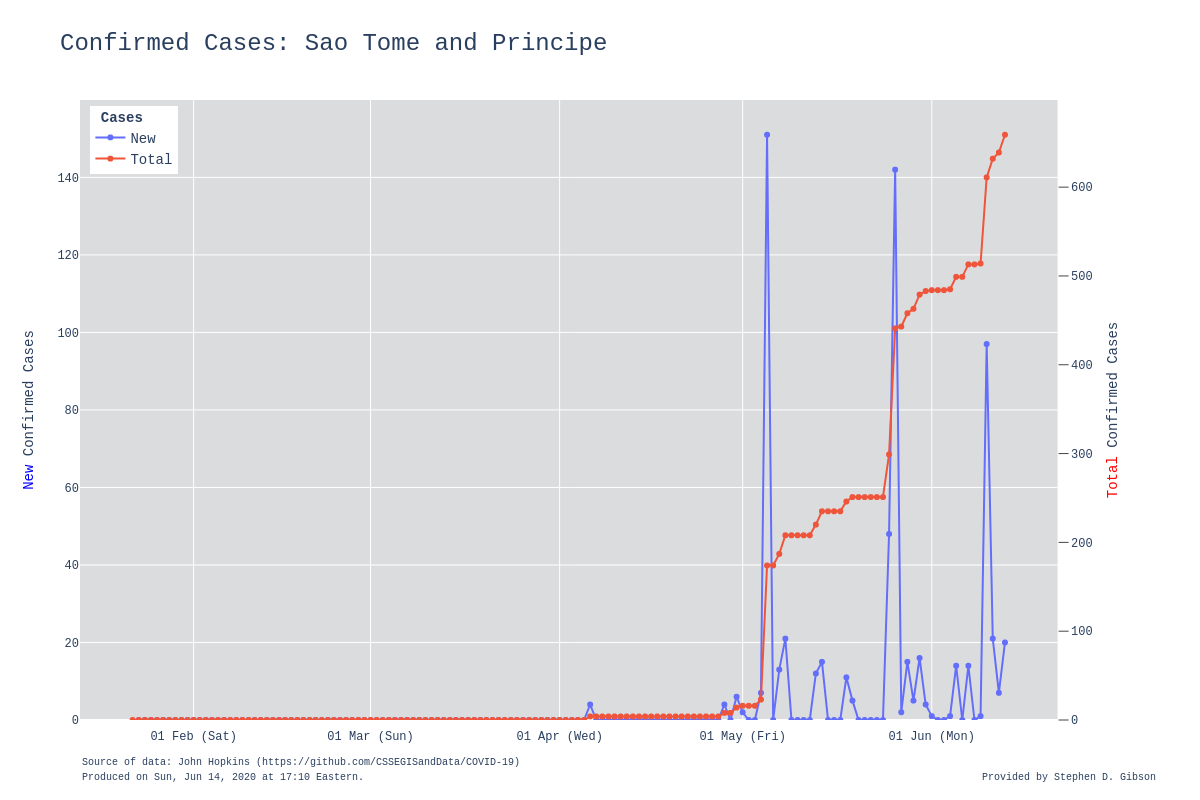 Confirmed Cases: Sao Tome and Principe
Cases
New
Total
140
120
100
80
60
40
20
0
600
500
400
300
200
100
0
New Confirmed Cases
Total Confirmed Cases
01 Feb (Sat) 01 Mar (Sun) 01 Apr (Wed) 01 May (Fri) 01 Jun (Mon)
Source of data: John Hopkins (https://github.com/CSSEGISandData/COVID-19)
Produced on Sun, Jun 14, 2020 at 17:10 Eastern.
Provided by Stephen D. Gibson